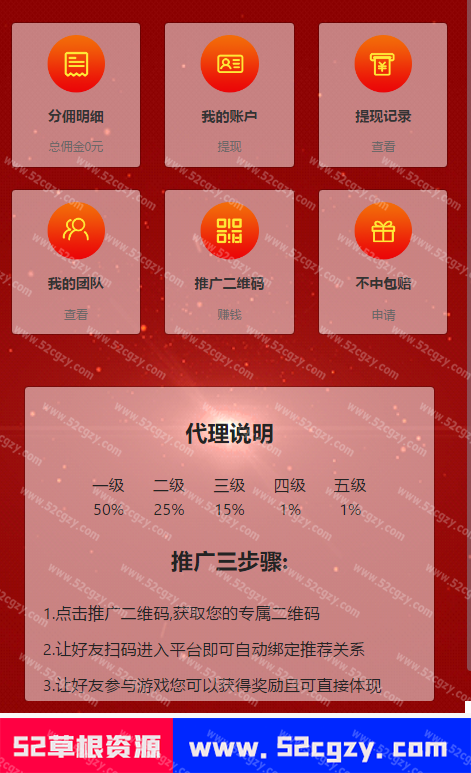 分佣明细 我的账户 提现记录
总佣金0元 提现 查看
我的团队 推广二维码 不中包赔
查看 赚钱 申请
代理说明
一级 二级 三级 四级 五级
50% 25% 15% 1% 1%
推广三步骤:
1.点击推广二维码,获取您的专属二维码
2.让好友扫码进入平台即可自动绑定推荐关系
3.让好友参与游戏您可以获得奖励且可直接体现
www.52cgzy.com
52草根资源 www.52cgzy.com